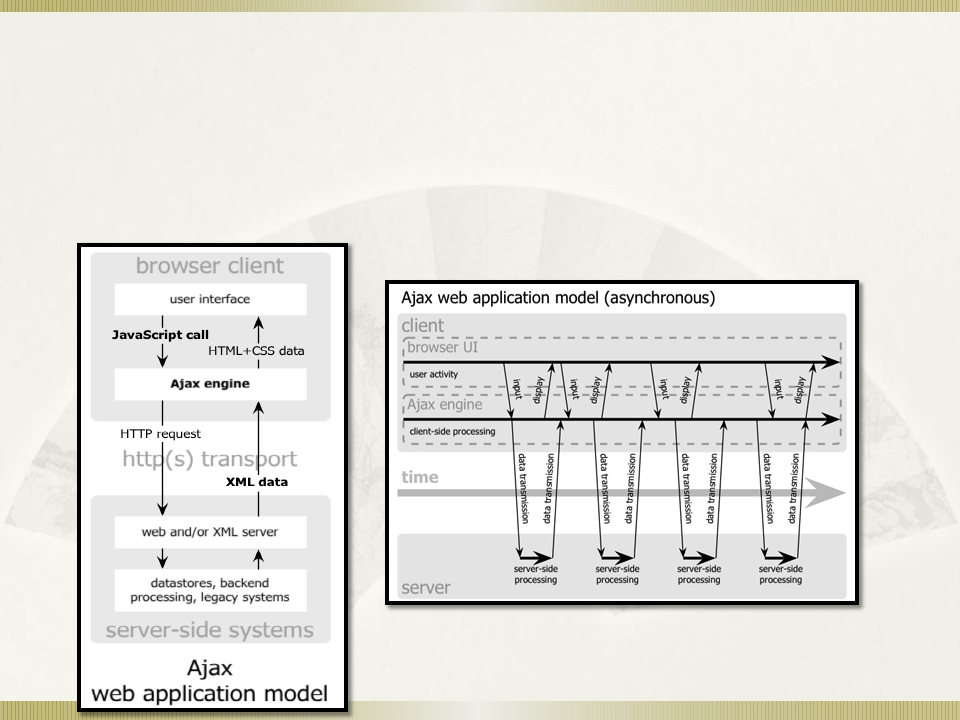 browser client
user interface
JavaScript call
HTML+CSS data
Ajax engine
HTTP request
http(s) transport
XML data
web and/or XML server
datastores, backend
processing, legacy systems
server-side systems
Ajax
web application model
Ajax web application model (asynchronous)
client
browser UI
user activity
input
display
input
display
input
display
input
display
Ajax engine
client-side processing
data transmission
data transmission
data transmission
data transmission
data transmission
data transmission
data transmission
data transmission
time
server-side
processing
server-side
processing
server-side
processing
server-side
processing
server